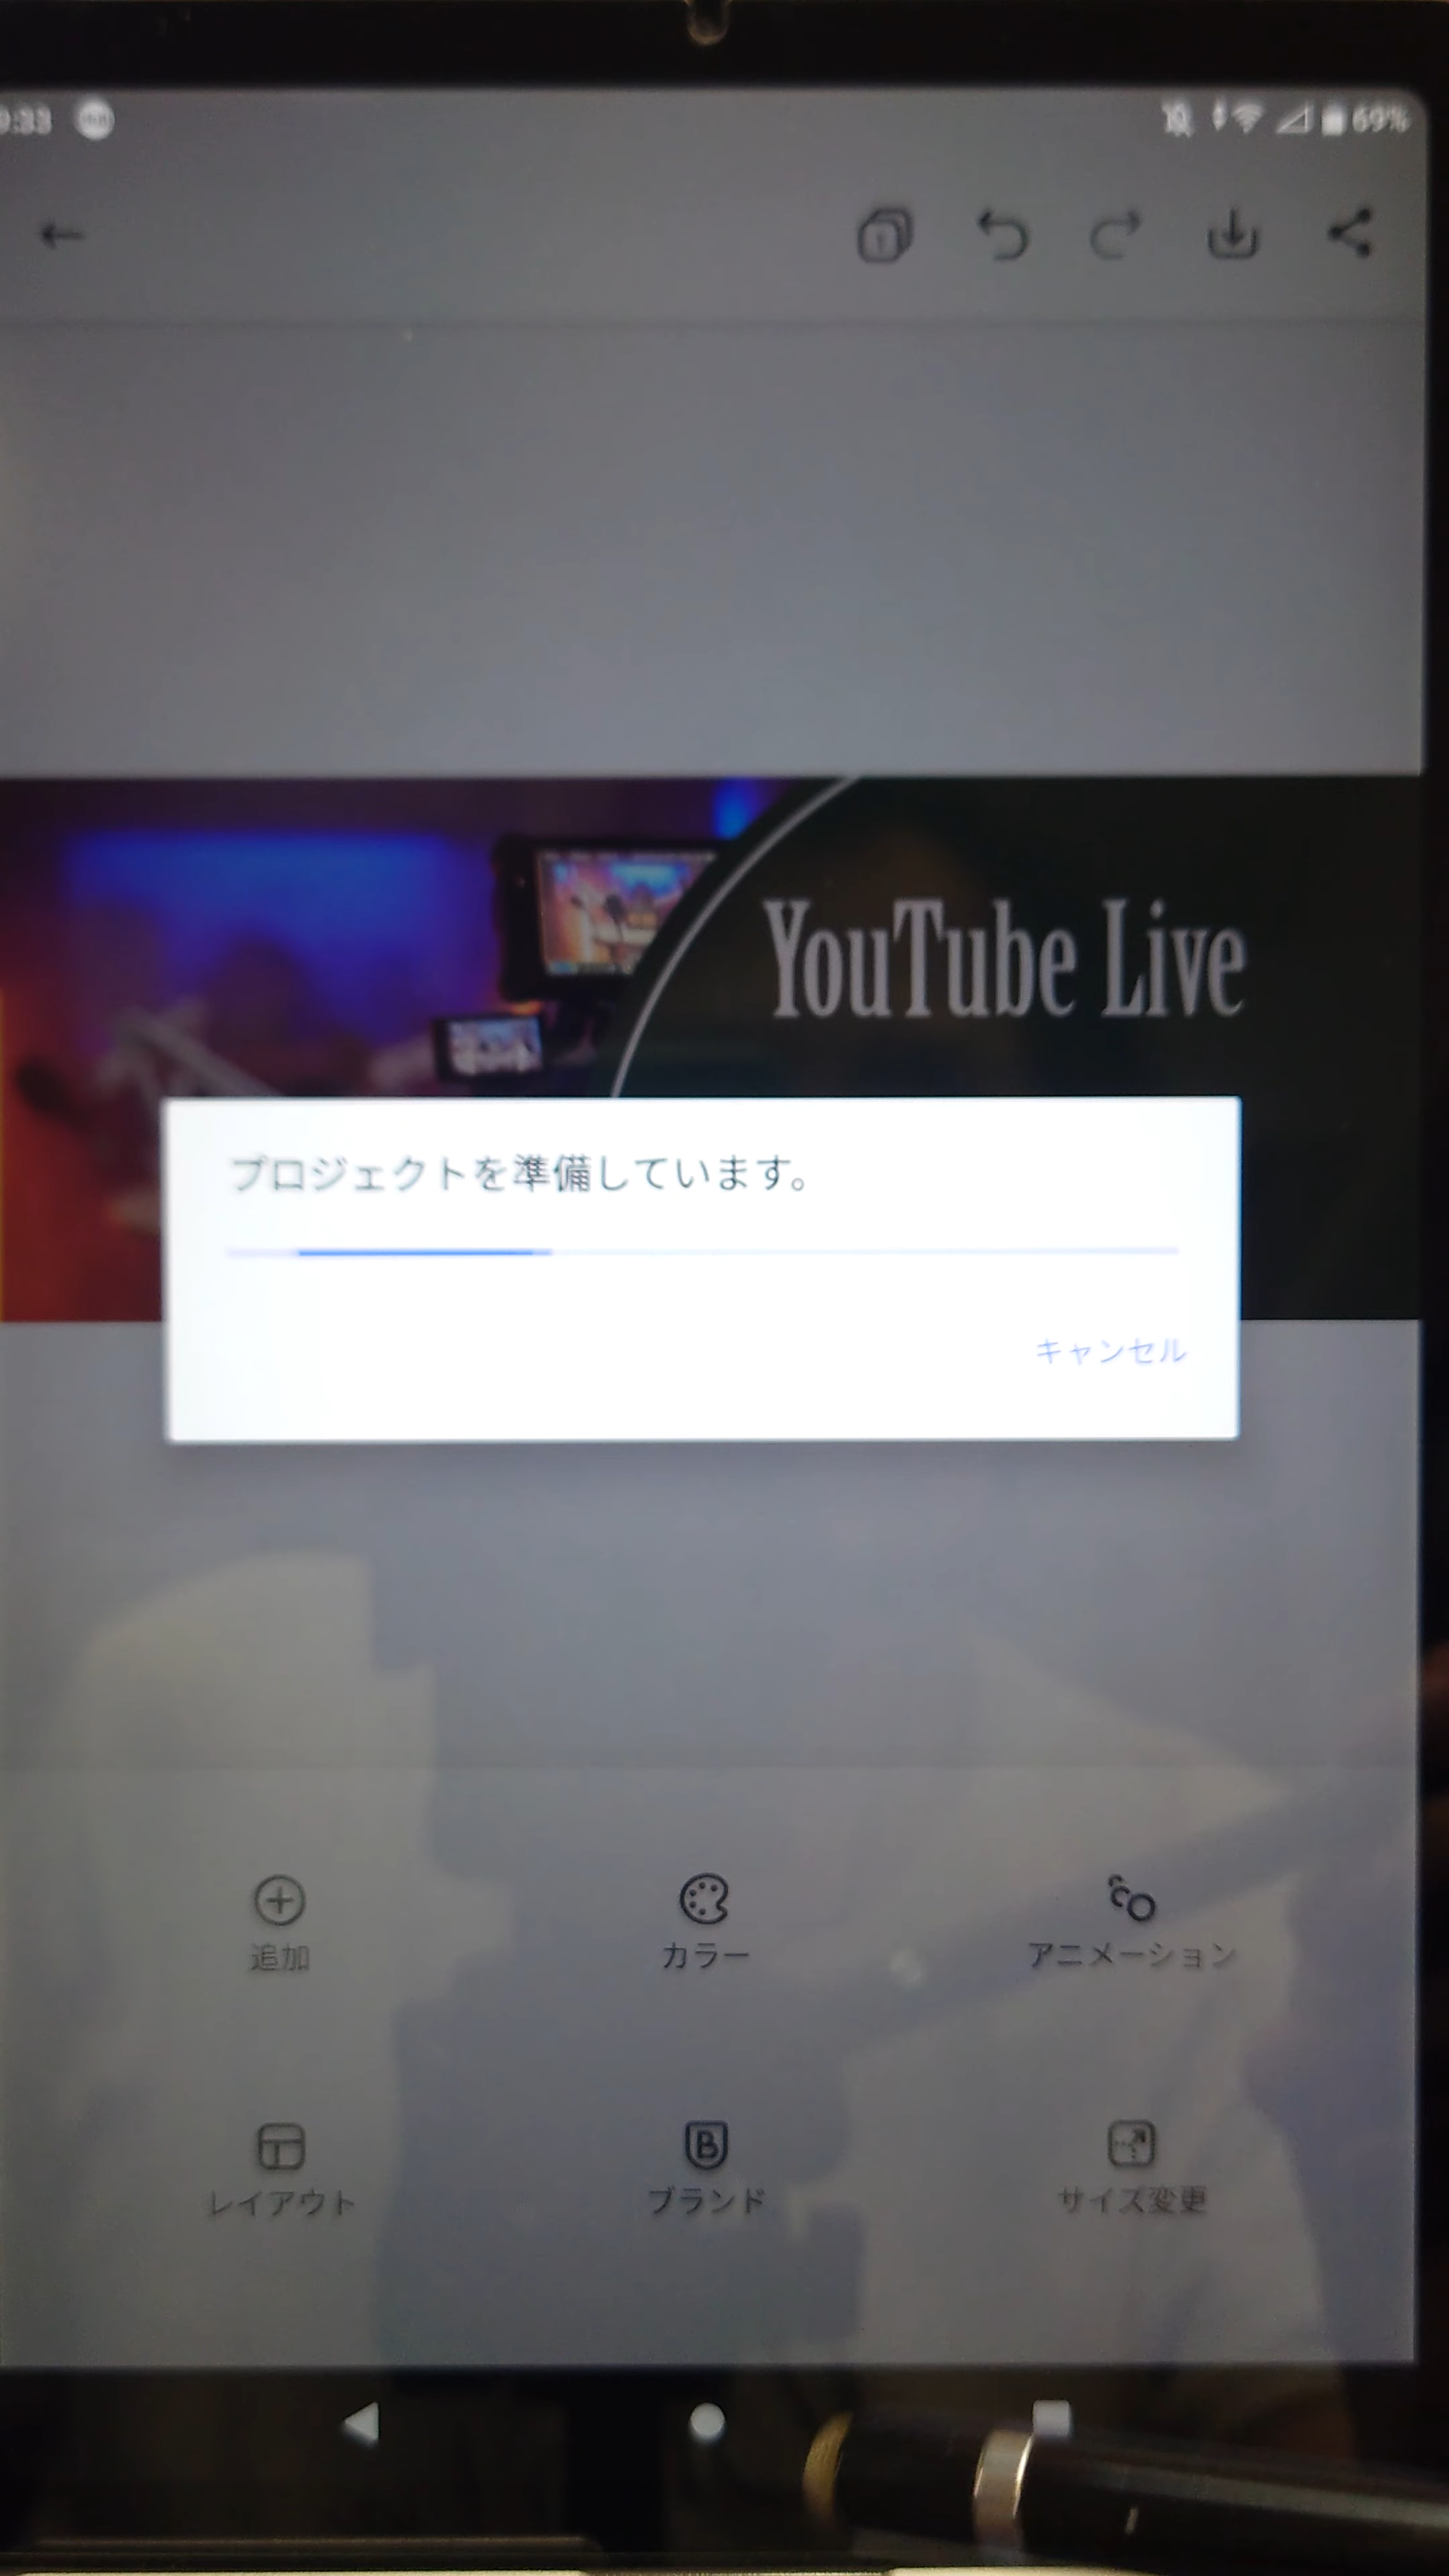 69%
YouTube Live
プロジェクトを準備しています。
キャンセル
追加
カラー
アニメーション
レイアウト
B
ブランド
サイズ変更